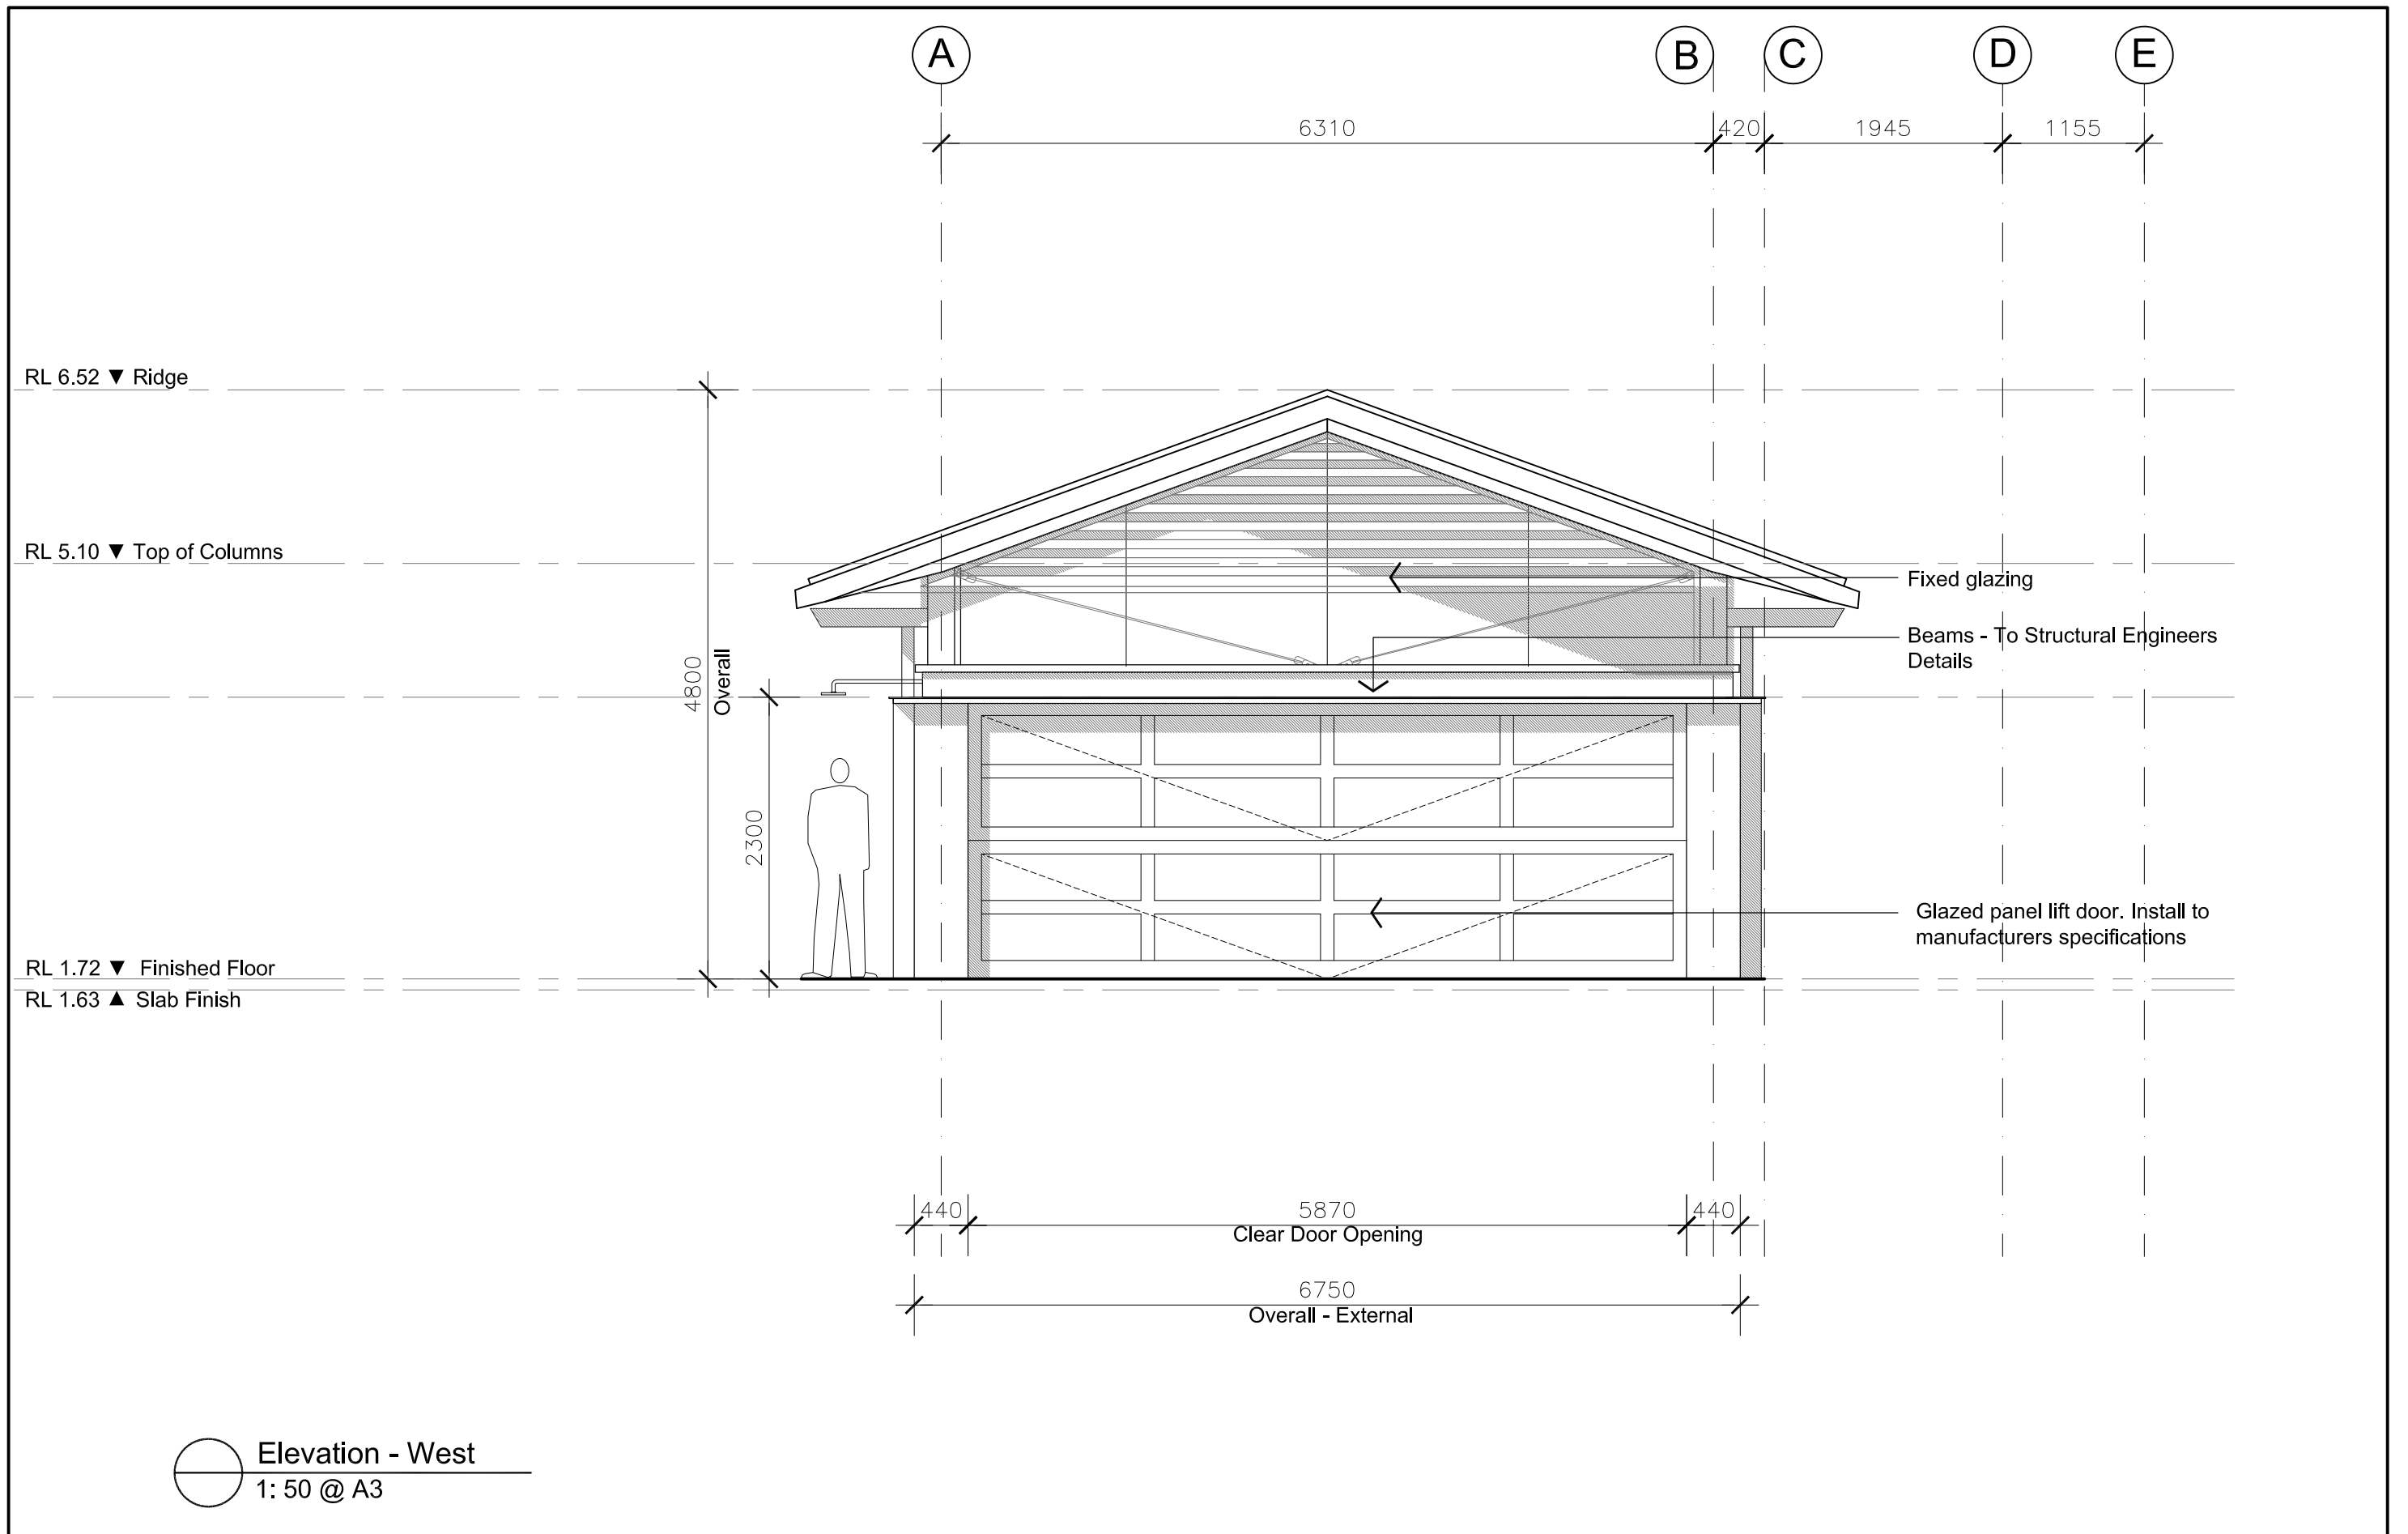 A B C D E
6310 420 1945 1155
RL 6.52 ▼ Ridge
RL 5.10 ▼ Top of Columns
Fixed glazing
Beams - To Structural Engineers
Details
4800
Overall
2300
Glazed panel lift door. Install to
manufacturers specifications
RL 1.72 ▼ Finished Floor
RL 1.63 ▲ Slab Finish
440 5870 440
Clear Door Opening
6750
Overall - External
Elevation - West
1: 50 @ A3